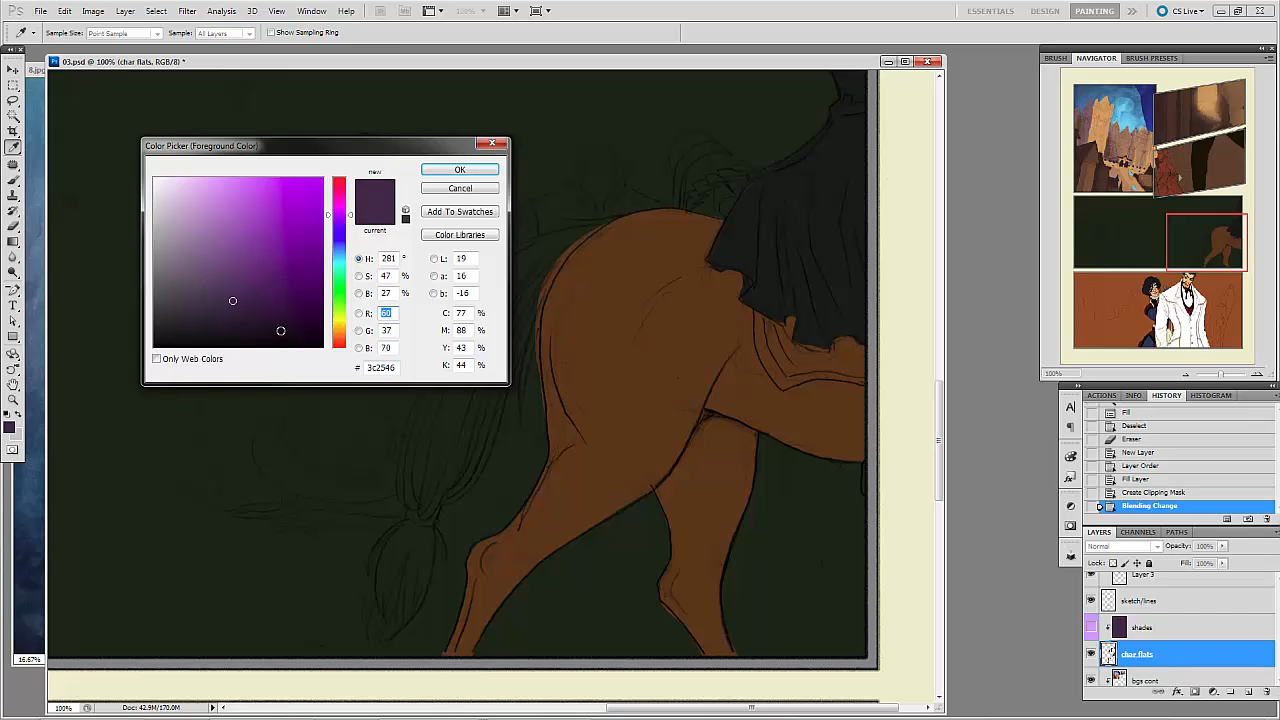 Ps File Edit Image Layer Select Filter Analysis 3D View Window Help
100%
ESSENTIALS DESIGN PAINTING CS Live
Sample Size: Point Sample Sample: All Layers Show Sampling Ring
8.jpg
03.psd @ 100% (char flats, RGB/8) *
BRUSH NAVIGATOR BRUSH PRESETS
Color Picker (Foreground Color)
new
current
OK
Cancel
Add To Swatches
Color Libraries
H: 281 °
S: 47 %
B: 27 %
R: 60
G: 37
B: 70
# 3c2546
L: 19
a: 16
b: -16
C: 77 %
M: 88 %
Y: 43 %
K: 44 %
Only Web Colors
100%
ACTIONS INFO HISTORY HISTOGRAM
Fill
Deselect
Eraser
New Layer
Layer Order
Fill Layer
Create Clipping Mask
Blending Change
LAYERS CHANNELS PATHS
Normal Opacity: 100%
Lock: Fill: 100%
Layer 3
sketch/lines
shades
char flats
bgs cont
16.67%
100% Doc: 42.9M/170.0M